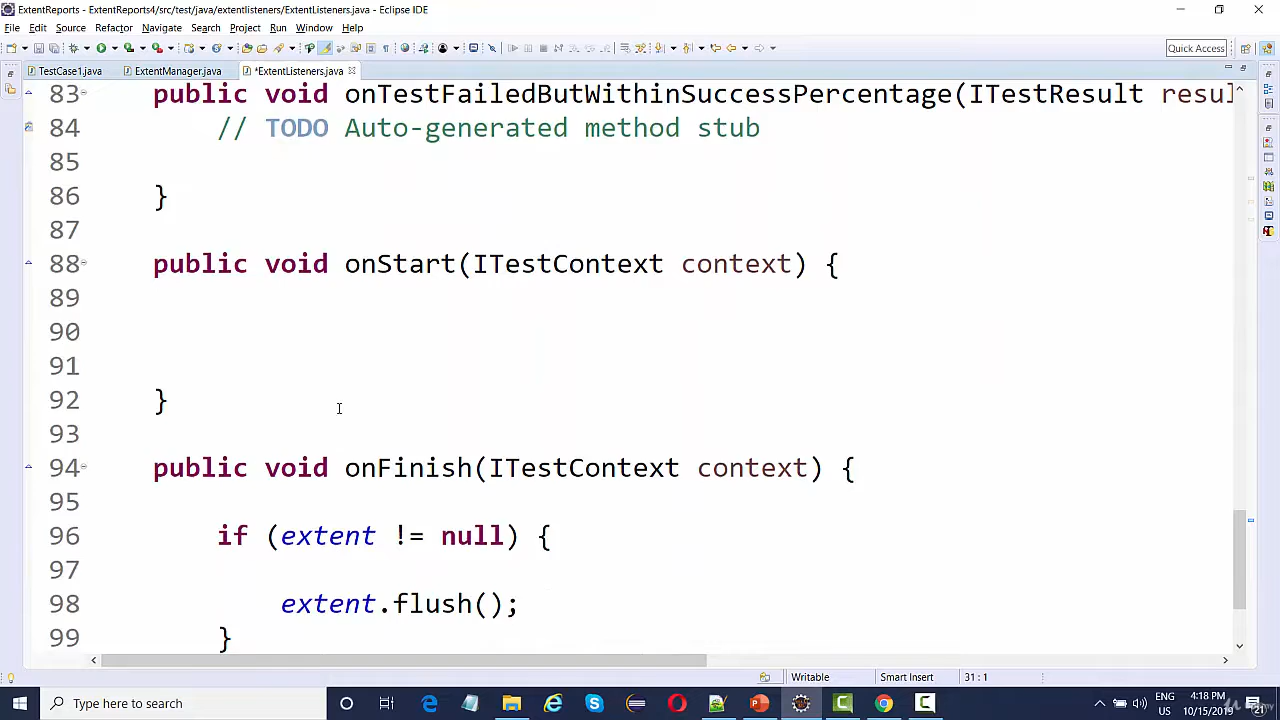 ExtentReports - ExtentReports4/src/test/java/extentlisteners/ExtentListeners.java - Eclipse IDE
File Edit Source Refactor Navigate Search Project Run Window Help
Quick Access
TestCase1.java ExtentManager.java *ExtentListeners.java
83 public void onTestFailedButWithinSuccessPercentage(ITestResult resul
84 // TODO Auto-generated method stub
85
86 }
87
88 public void onStart(ITestContext context) {
89
90
91
92 }
93
94 public void onFinish(ITestContext context) {
95
96 if (extent != null) {
97
98 extent.flush();
99 }
Writable Smart Insert 31 : 1
Type here to search
ENG
US
4:18 PM
21